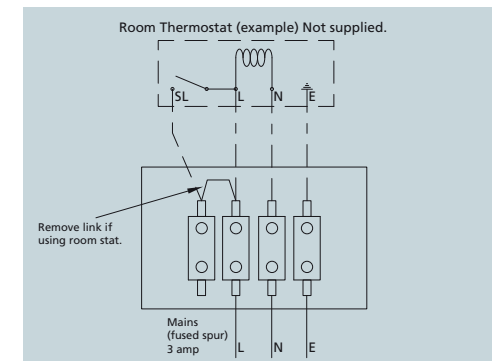 Room Thermostat (example) Not supplied.
SL L N E
Remove link if
using room stat.
Mains
(fused spur)
3 amp
L N E